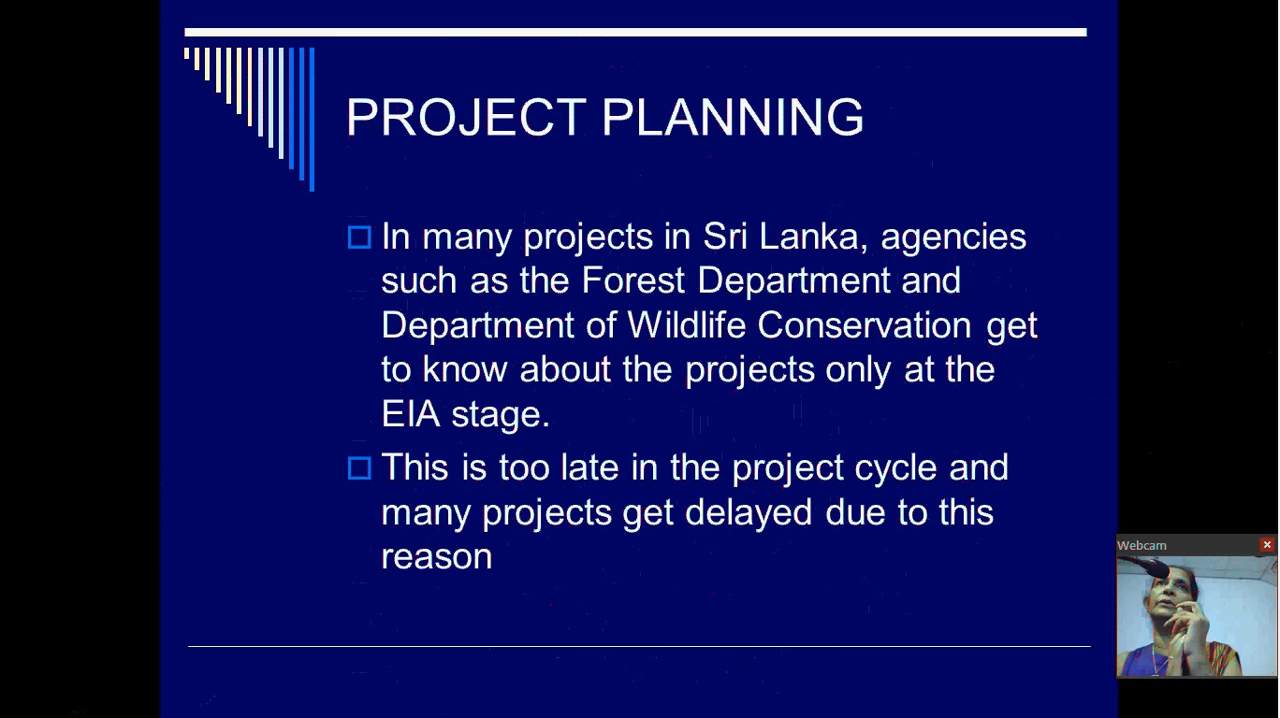 PROJECT PLANNING
In many projects in Sri Lanka, agencies
such as the Forest Department and
Department of Wildlife Conservation get
to know about the projects only at the
EIA stage.
This is too late in the project cycle and
many projects get delayed due to this
reason
Webcam